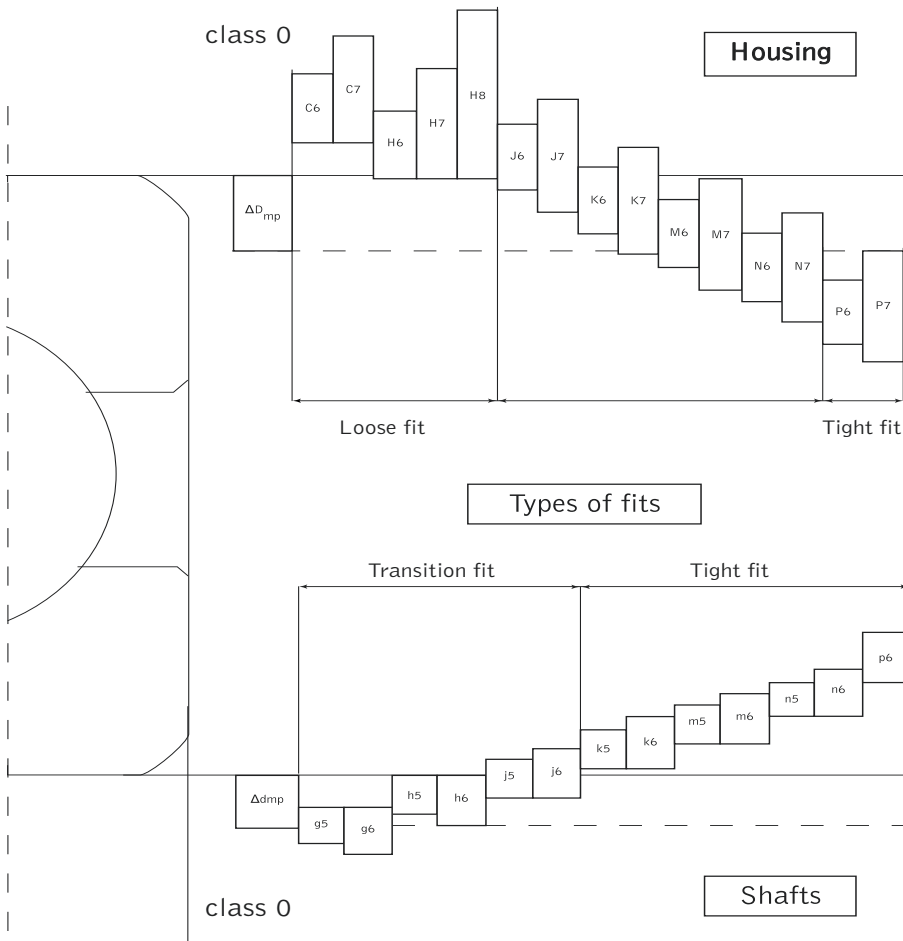 class 0
Housing
C6
C7
H6
H7
H8
J6
J7
K6
K7
M6
M7
N6
N7
P6
P7
ΔD mp
Loose fit
Tight fit
Types of fits
Transition fit
Tight fit
Δdmp
g5
g6
h5
h6
j5
j6
k5
k6
m5
m6
n5
n6
p6
class 0
Shafts